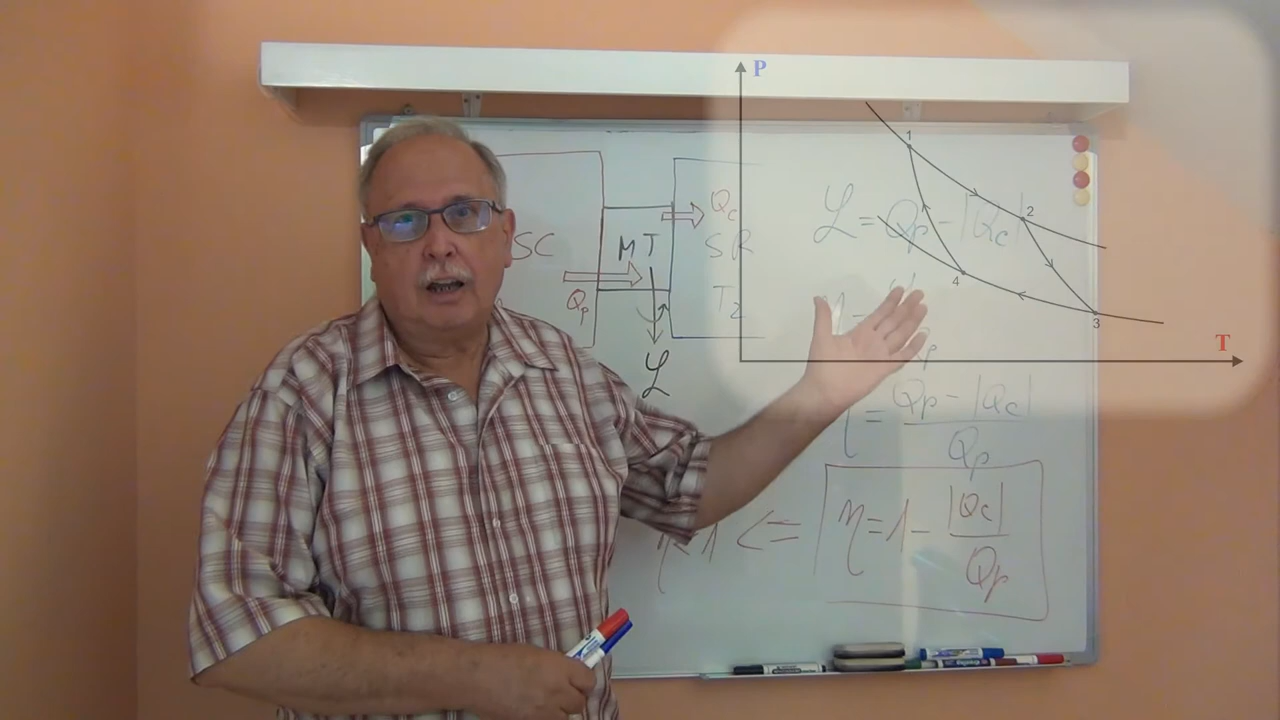 SC
Qp
MT
ℒ
Qc
SR
T2
P
T
1
2
3
4
ℒ = Qp - |Qc|
η = Qp - |Qc| / Qp
η < 1 <= η = 1 - |Qc| / Qp